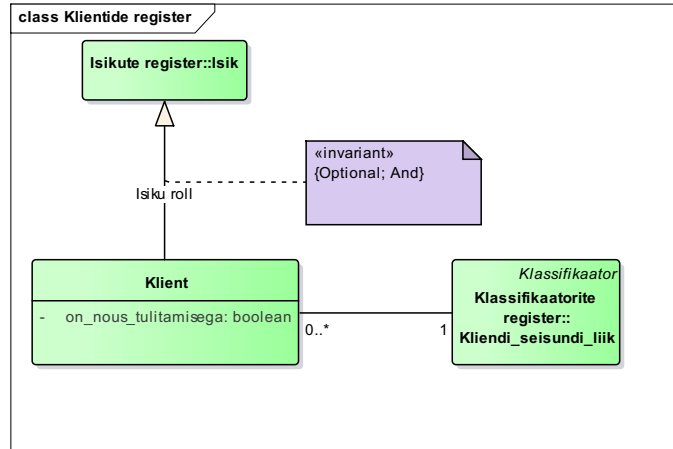 class Klientide register
Isikute register::Isik
«invariant»
{Optional; And}
Isiku roll
Klient
- on_nous_tulitamisega: boolean
0..*
1
Klassifikaator
Klassifikaatorite
register::
Kliendi_seisundi_liik